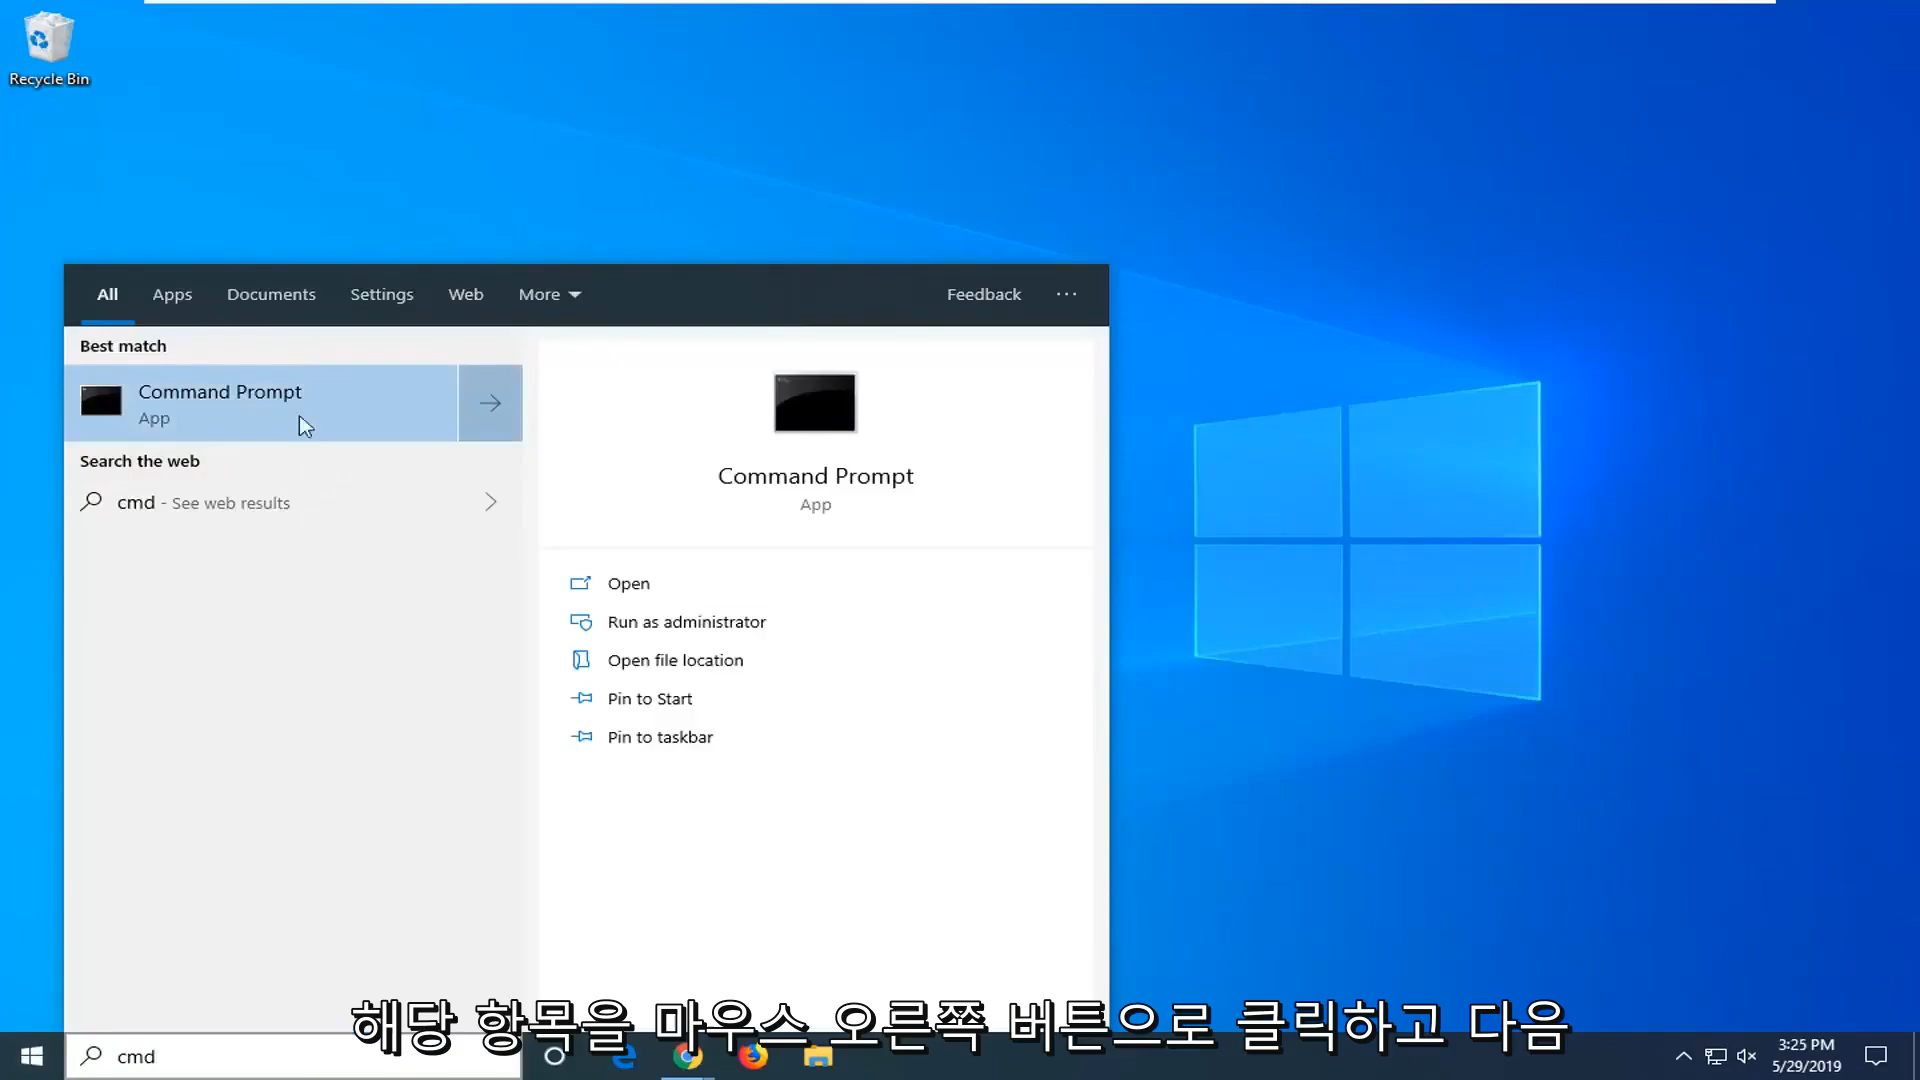 Recycle Bin
All Apps Documents Settings Web More Feedback ...
Best match
Command Prompt
App
Search the web
cmd - See web results
Command Prompt
App
Open
Run as administrator
Open file location
Pin to Start
Pin to taskbar
해당 항목을 마우스 오른쪽 버튼으로 클릭하고 다음
cmd
3:25 PM
5/29/2019